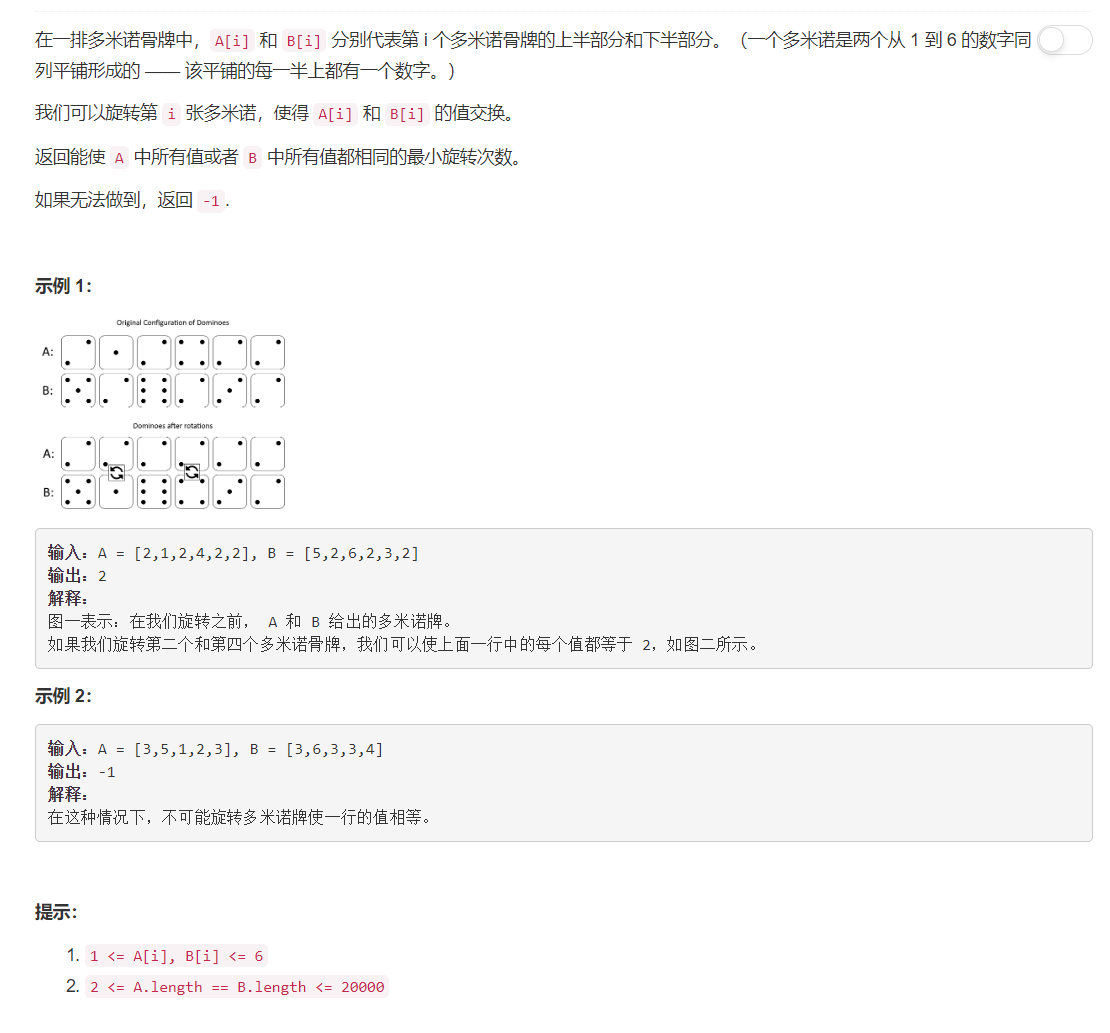 在一排多米诺骨牌中，A[i] 和 B[i] 分别代表第 i 个多米诺骨牌的上半部分和下半部分。（一个多米诺是两个从 1 到 6 的数字同
列平铺形成的 —— 该平铺的每一半上都有一个数字。）
我们可以旋转第 i 张多米诺，使得 A[i] 和 B[i] 的值交换。
返回能使 A 中所有值或者 B 中所有值都相同的最小旋转次数。
如果无法做到，返回 -1.
示例 1：
Original Configuration of Dominoes
A:
B:
Dominoes after rotations
A:
B:
输入：A = [2,1,2,4,2,2], B = [5,2,6,2,3,2]
输出：2
解释：
图一表示：在我们旋转之前， A 和 B 给出的多米诺牌。
如果我们旋转第二个和第四个多米诺骨牌，我们可以使上面一行中的每个值都等于 2，如图二所示。
示例 2：
输入：A = [3,5,1,2,3], B = [3,6,3,3,4]
输出：-1
解释：
在这种情况下，不可能旋转多米诺牌使一行的值相等。
提示：
1. 1 <= A[i], B[i] <= 6
2. 2 <= A.length == B.length <= 20000